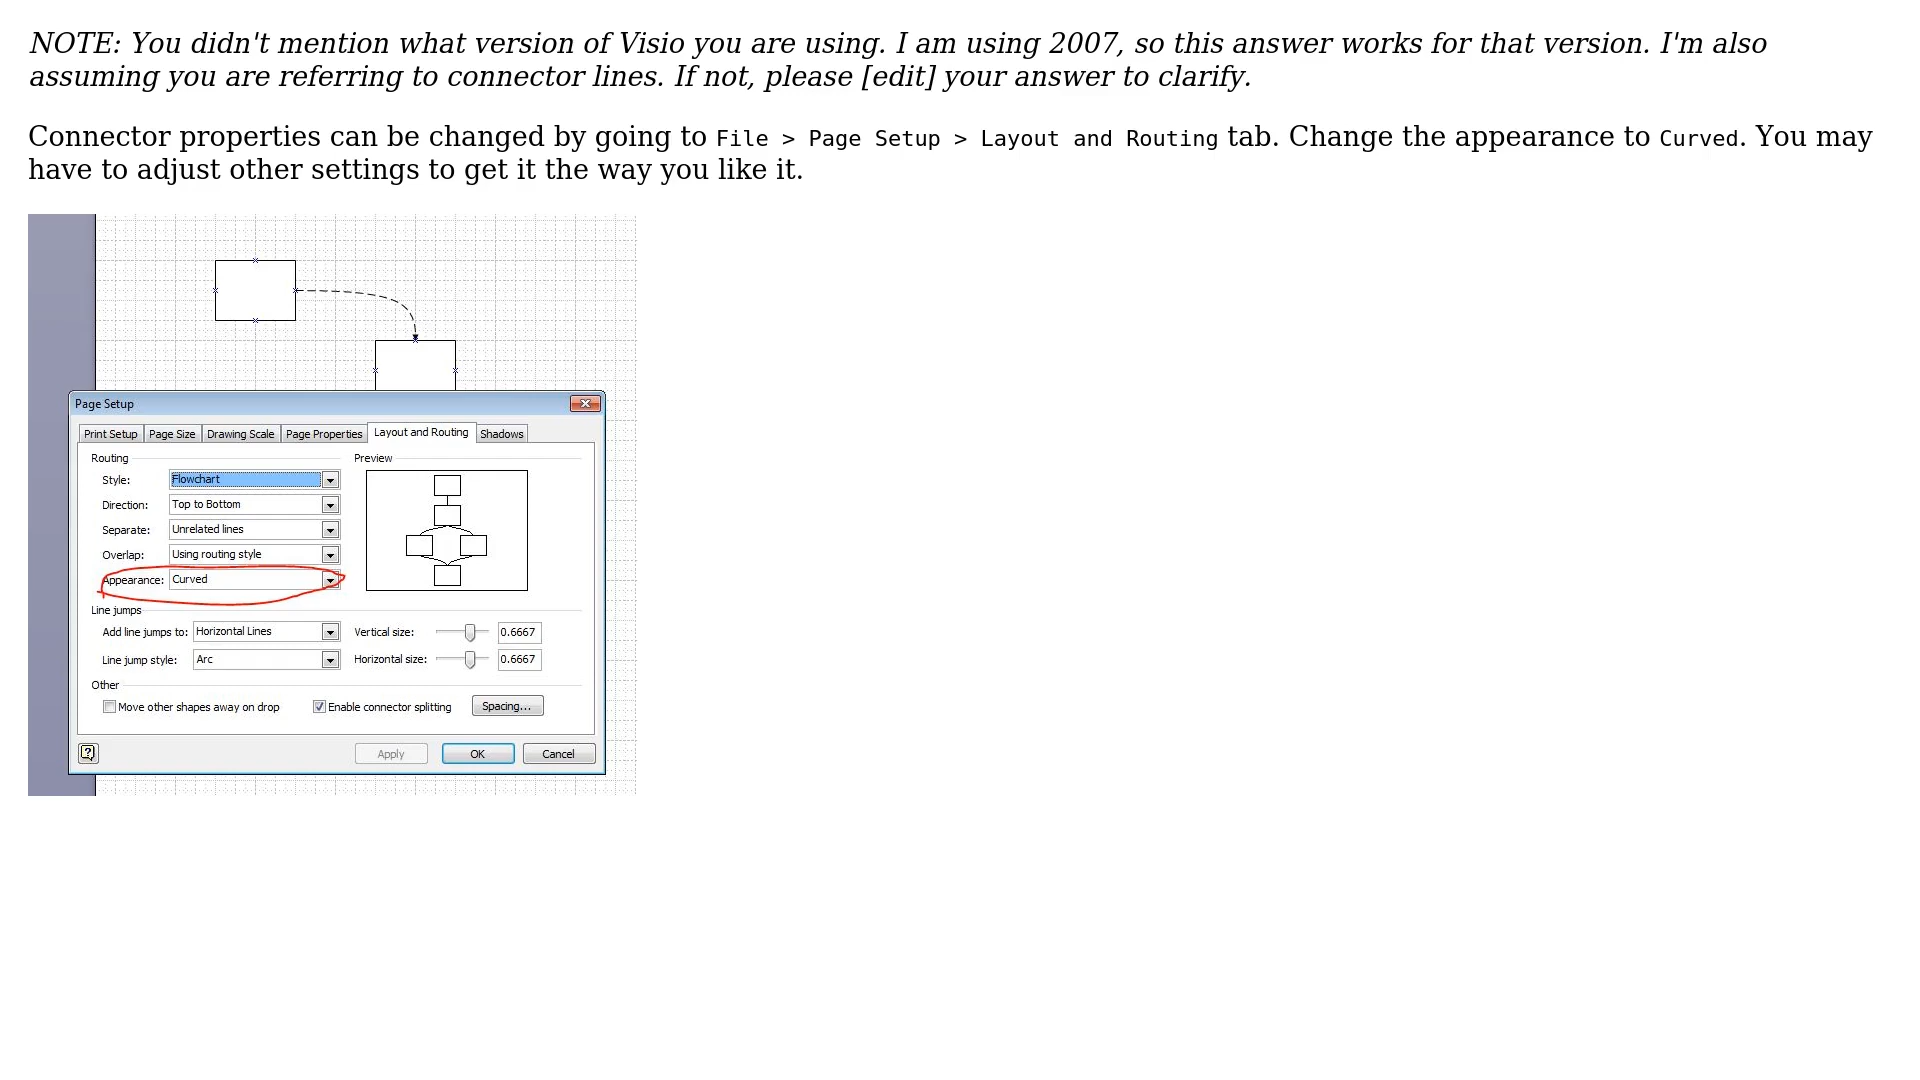 NOTE: You didn't mention what version of Visio you are using. I am using 2007, so this answer works for that version. I'm also
assuming you are referring to connector lines. If not, please [edit] your answer to clarify.
Connector properties can be changed by going to File > Page Setup > Layout and Routing tab. Change the appearance to Curved. You may
have to adjust other settings to get it the way you like it.
Page Setup
Print Setup Page Size Drawing Scale Page Properties Layout and Routing Shadows
Routing Preview
Style: Flowchart
Direction: Top to Bottom
Separate: Unrelated lines
Overlap: Using routing style
Appearance: Curved
Line jumps
Add line jumps to: Horizontal Lines Vertical size: 0.6667
Line jump style: Arc Horizontal size: 0.6667
Other
Move other shapes away on drop Enable connector splitting Spacing...
? Apply OK Cancel